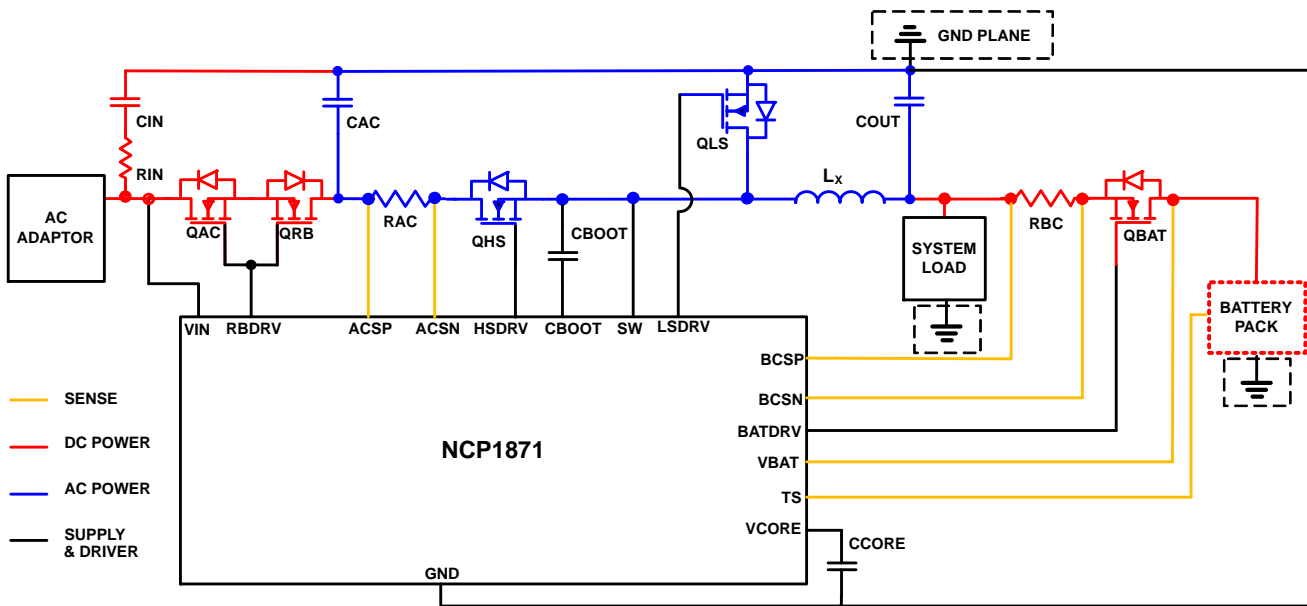 GND PLANE
CIN
CAC
COUT
QLS
RIN
LX
AC
ADAPTOR
QAC
QRB
RAC
QHS
CBOOT
SYSTEM
LOAD
RBC
QBAT
BATTERY
PACK
VIN
RBDRV
ACSP
ACSN
HSDRV
CBOOT
SW
LSDRV
BCSP
BCSN
BATDRV
VBAT
TS
VCORE
CCORE
NCP1871
SENSE
DC POWER
AC POWER
SUPPLY
& DRIVER
GND